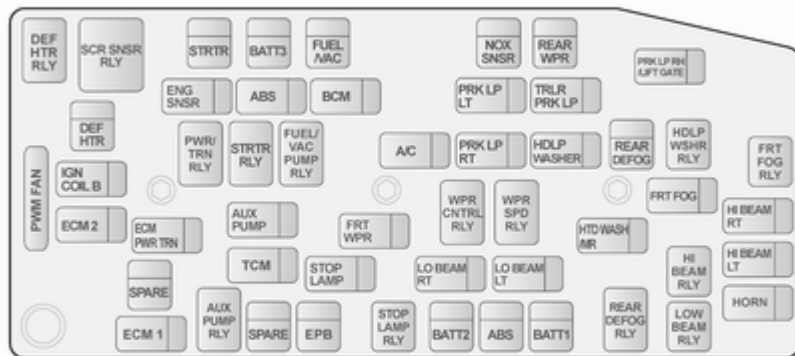 DEF
HTR
RLY
SCR SNSR
RLY
STRTR
BATT3
FUEL
/VAC
NOX
SNSR
REAR
WPR
PRK LP RH
/LIFT GATE
ENG
SNSR
ABS
BCM
PRK LP
LT
TRLR
PRK LP
DEF
HTR
PWR/
TRN
RLY
STRTR
RLY
FUEL/
VAC
PUMP
RLY
A/C
PRK LP
RT
HDLP
WASHER
REAR
DEFOG
HDLP
WSHR
RLY
FRT
FOG
RLY
PWM FAN
IGN
COIL B
ECM 2
ECM
PWR TRN
AUX
PUMP
FRT
WPR
WPR
CNTRL
RLY
WPR
SPD
RLY
FRT FOG
HTD WASH
/MIR
HI BEAM
RT
TCM
STOP
LAMP
LO BEAM
RT
LO BEAM
LT
HI
BEAM
RLY
HI BEAM
LT
SPARE
HORN
ECM 1
AUX
PUMP
RLY
SPARE
EPB
STOP
LAMP
RLY
BATT2
ABS
BATT1
REAR
DEFOG
RLY
LOW
BEAM
RLY